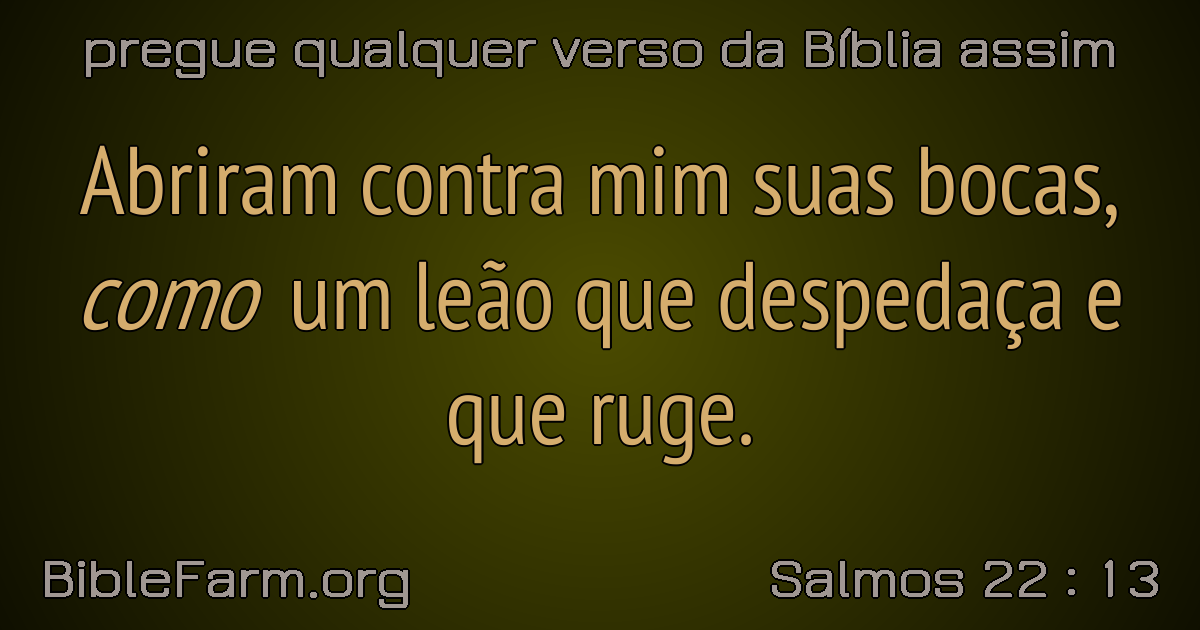 pregue qualquer verso da Bíblia assim
Abriram contra mim suas bocas,
como um leão que despedaça e
que ruge.
BibleFarm.org
Salmos 22 : 13